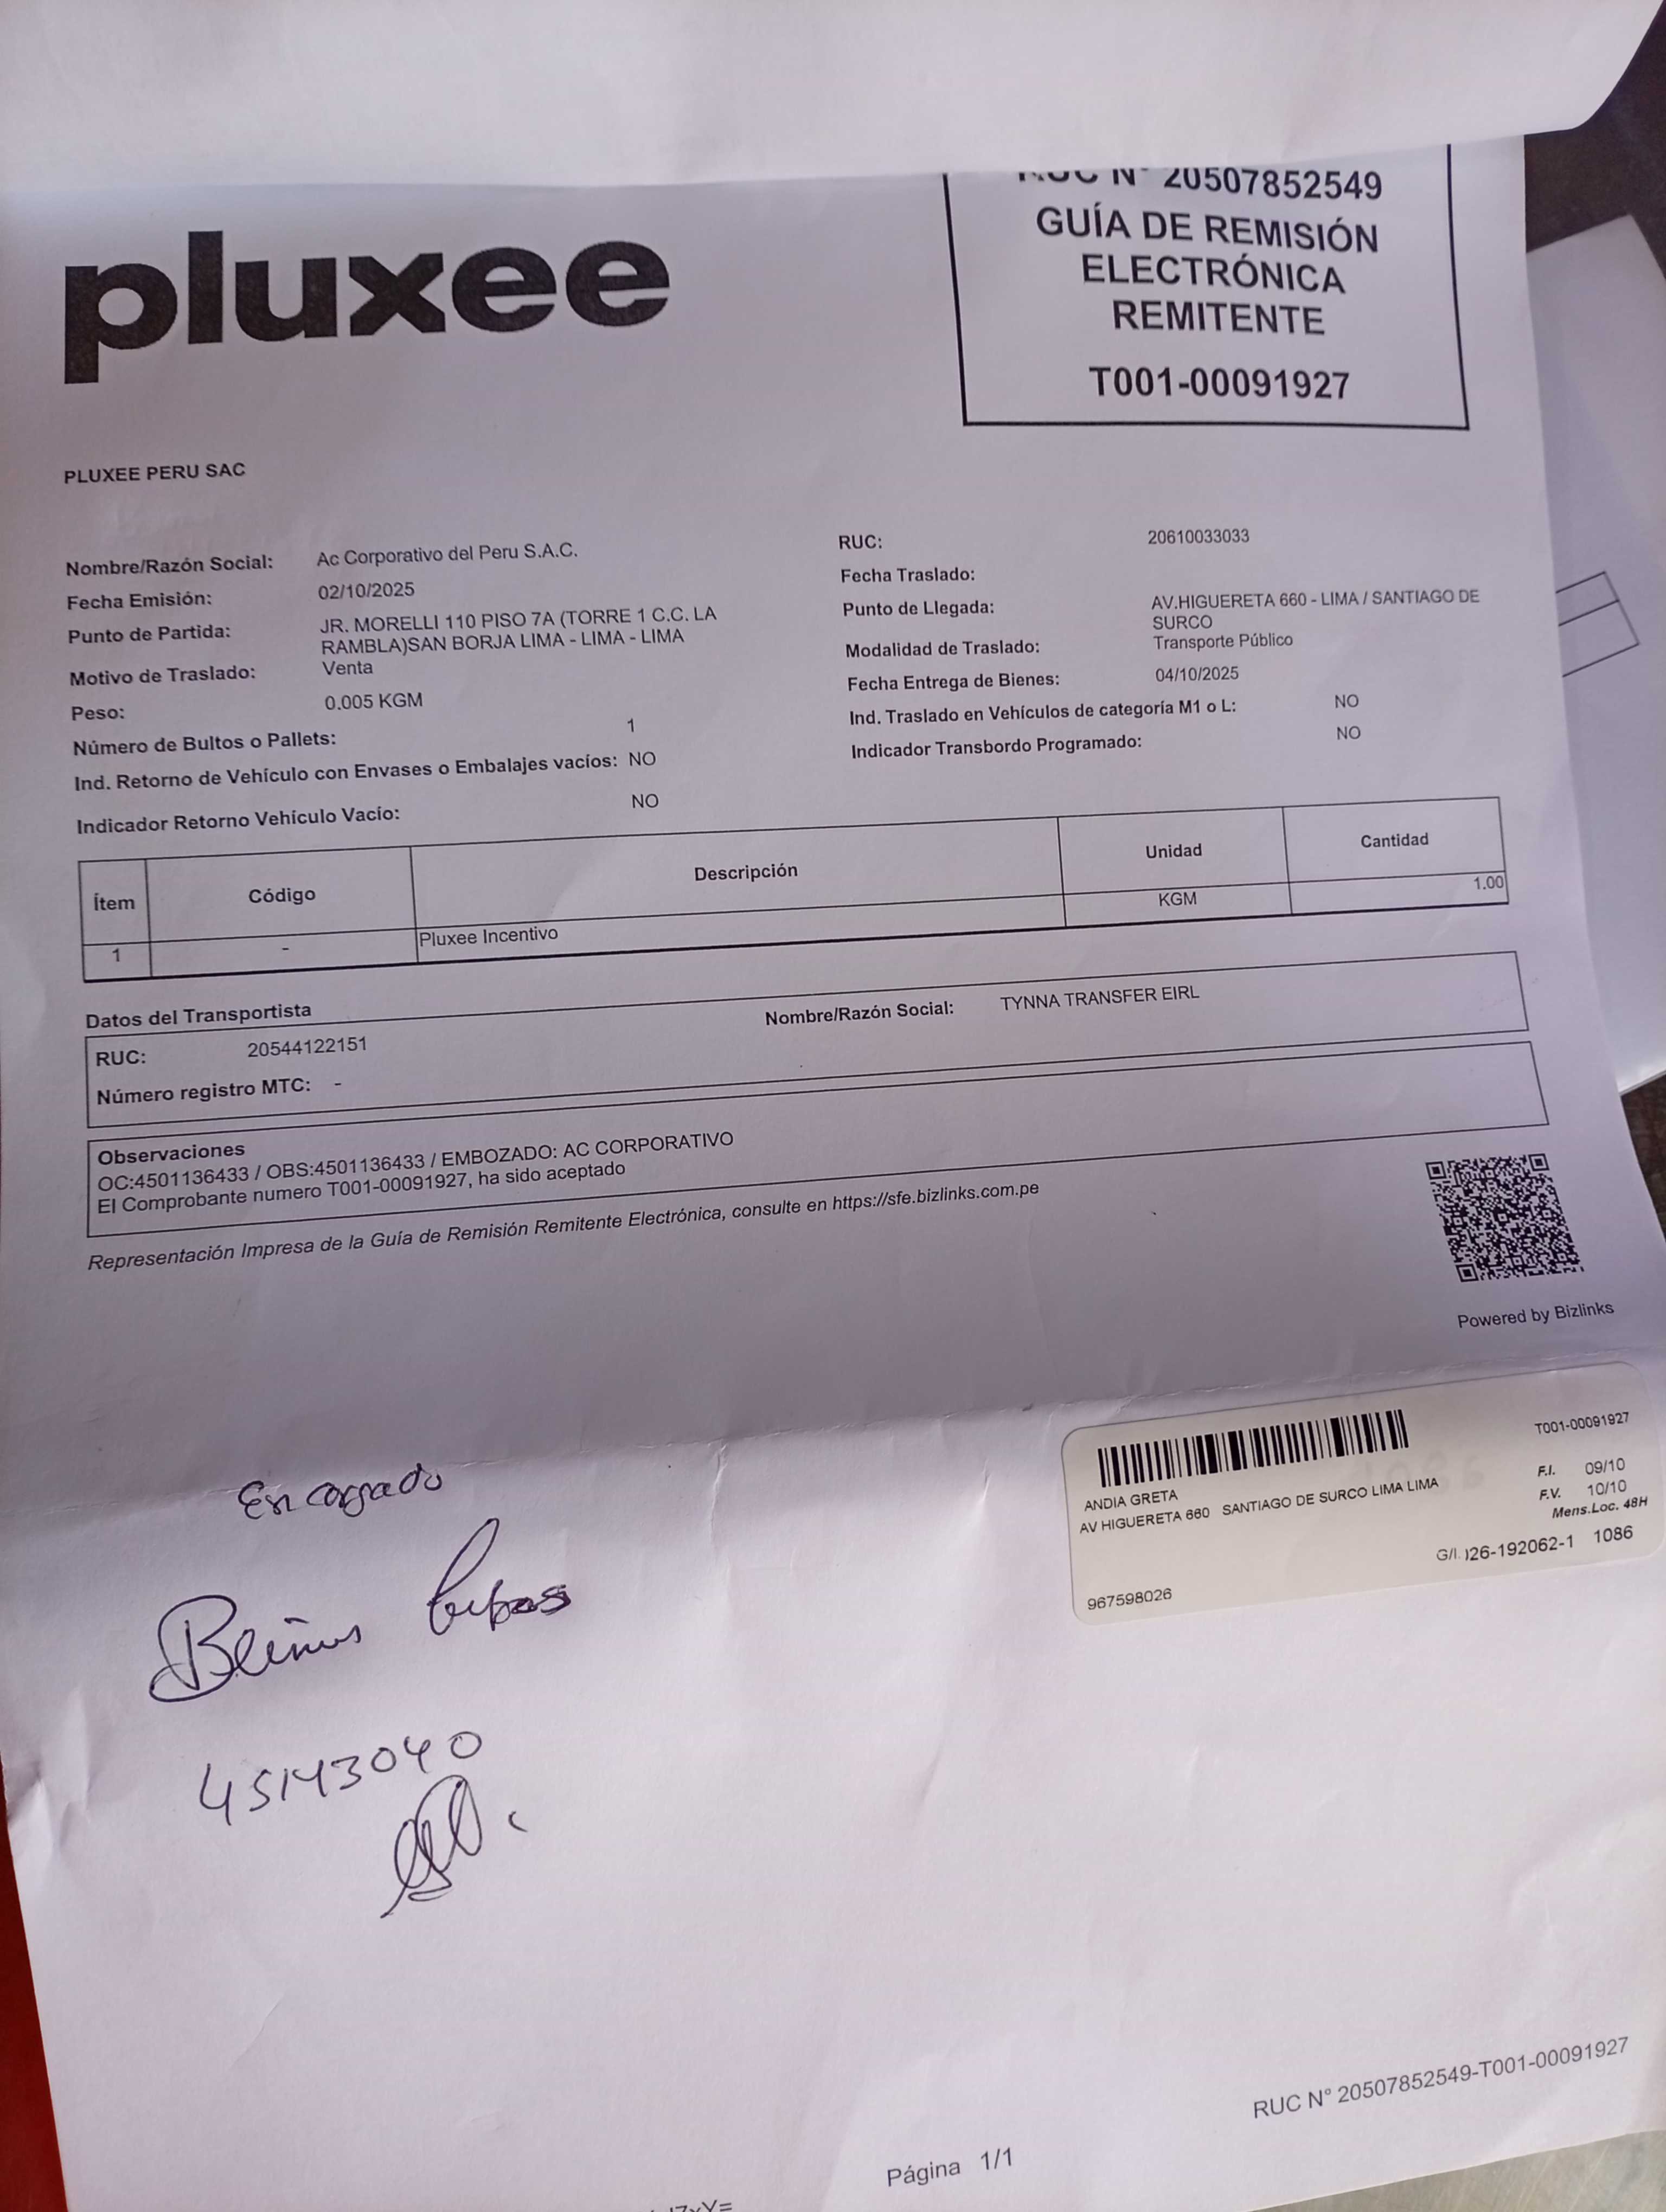 RUC N° 20507852549
GUÍA DE REMISIÓN
ELECTRÓNICA
REMITENTE
T001-00091927
pluxee
PLUXEE PERU SAC
Nombre/Razón Social: Ac Corporativo del Peru S.A.C.
Fecha Emisión: 02/10/2025
Punto de Partida: JR. MORELLI 110 PISO 7A (TORRE 1 C.C. LA
RAMBLA)SAN BORJA LIMA - LIMA - LIMA
Motivo de Traslado: Venta
Peso: 0.005 KGM
Número de Bultos o Pallets: 1
Ind. Retorno de Vehículo con Envases o Embalajes vacíos: NO
Indicador Retorno Vehículo Vacío: NO
RUC: 20610033033
Fecha Traslado:
Punto de Llegada: AV.HIGUERETA 660 - LIMA / SANTIAGO DE
SURCO
Modalidad de Traslado: Transporte Público
Fecha Entrega de Bienes: 04/10/2025
Ind. Traslado en Vehículos de categoría M1 o L: NO
Indicador Transbordo Programado: NO
Ítem Código Descripción Unidad Cantidad
1 - Pluxee Incentivo KGM 1.00
Datos del Transportista
RUC: 20544122151 Nombre/Razón Social: TYNNA TRANSFER EIRL
Número registro MTC: -
Observaciones
OC:4501136433 / OBS:4501136433 / EMBOZADO: AC CORPORATIVO
El Comprobante numero T001-00091927, ha sido aceptado
Representación Impresa de la Guía de Remisión Remitente Electrónica, consulte en https://sfe.bizlinks.com.pe
Powered by Bizlinks
T001-00091927
ANDIA GRETA
AV HIGUERETA 660 SANTIAGO DE SURCO LIMA LIMA
F.I. 09/10
F.V. 10/10
Mens.Loc. 48H
G/I. 26-192062-1 1086
967598026
Encargado
45143040
RUC N° 20507852549-T001-00091927
Página 1/1